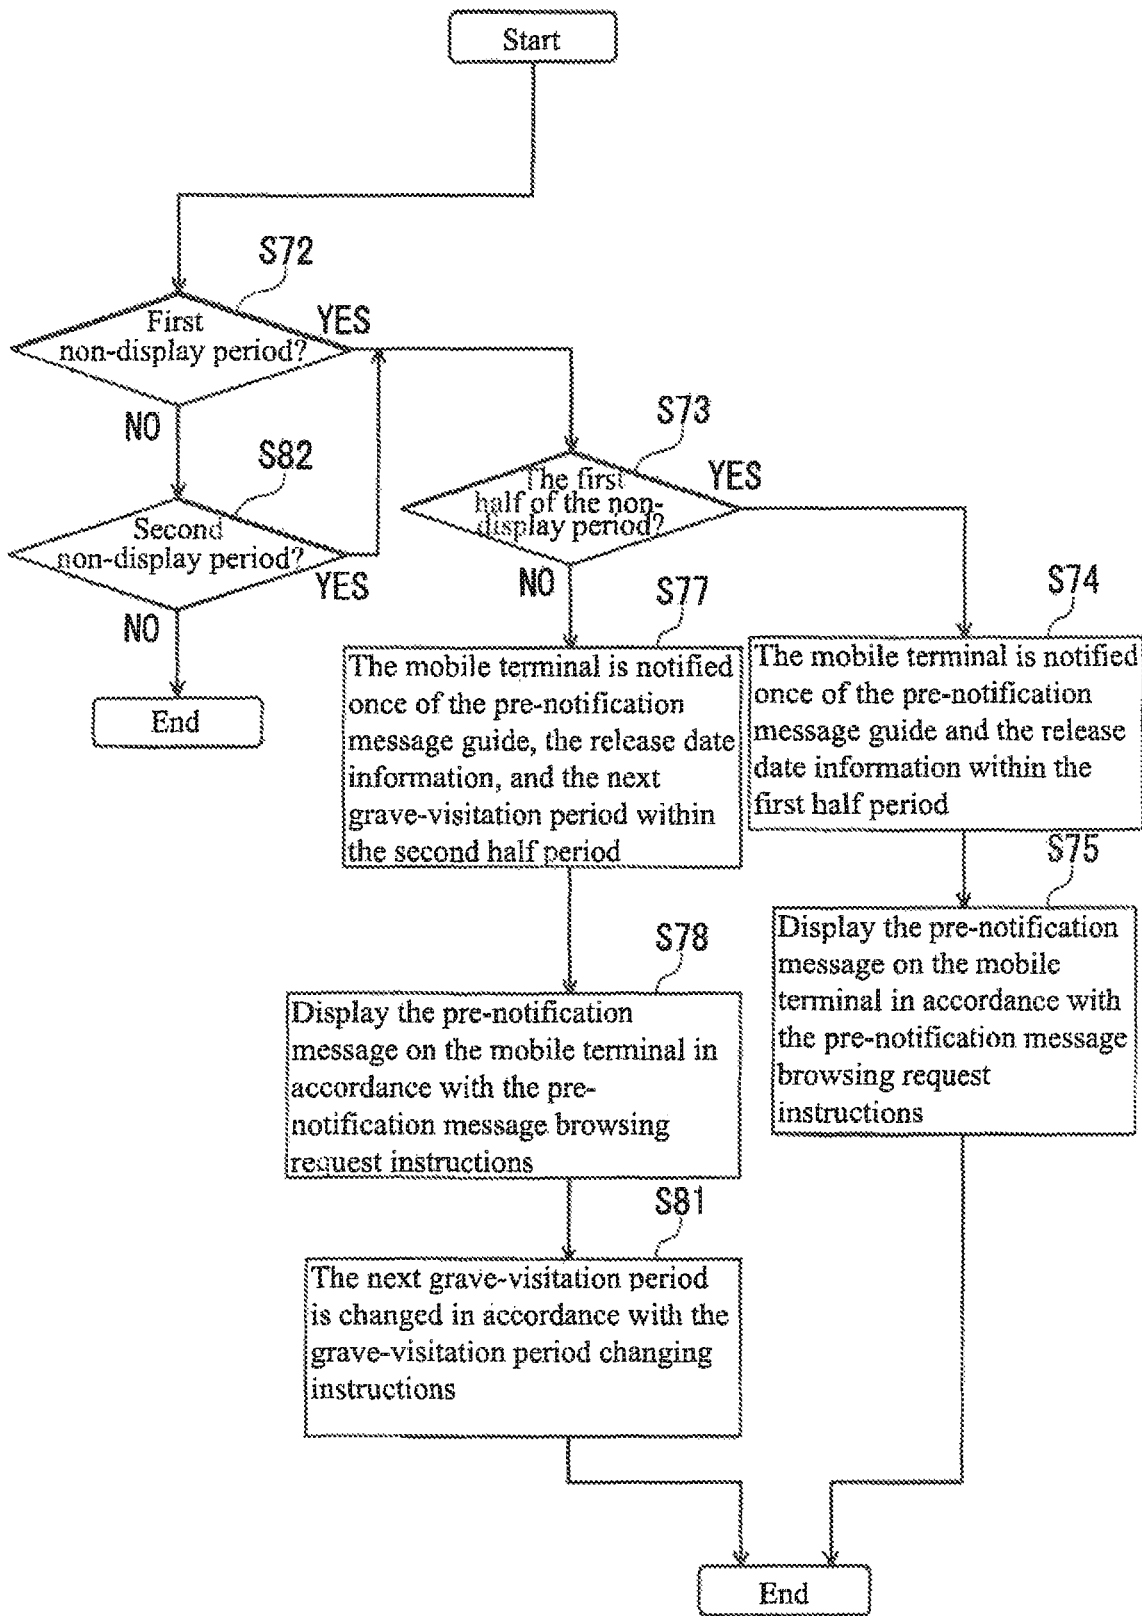 Start
S72
First
non-display period?
YES
NO
S82
Second
non-display period?
YES
NO
End
S73
The first
half of the non-
display period?
YES
NO
S77
The mobile terminal is notified
once of the pre-notification
message guide, the release date
information, and the next
grave-visitation period within
the second half period
S74
The mobile terminal is notified
once of the pre-notification
message guide and the release
date information within the
first half period
S75
Display the pre-notification
message on the mobile
terminal in accordance with
the pre-notification message
browsing request
instructions
S78
Display the pre-notification
message on the mobile terminal in
accordance with the pre-
notification message browsing
request instructions
S81
The next grave-visitation period
is changed in accordance with the
grave-visitation period changing
instructions
End